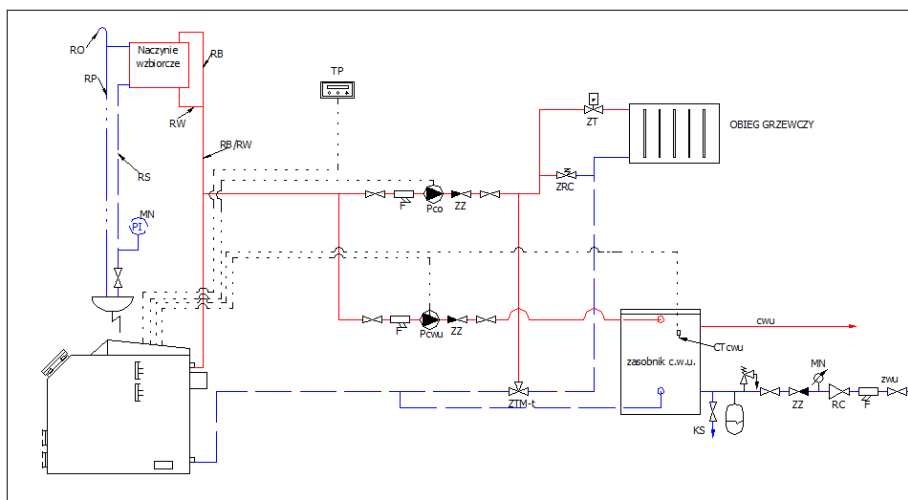 RO
Naczynie
wzbiorcze
RB
RP
TP
RW
ZT
OBIEG GRZEWCZY
RB/RW
RS
ZRC
MN
PI
F
Pco
ZZ
F
Pcwu
ZZ
cwu
CTcwu
zasobnik c.w.u.
MN
zwu
ZTM-t
ZZ
RC
F
KS